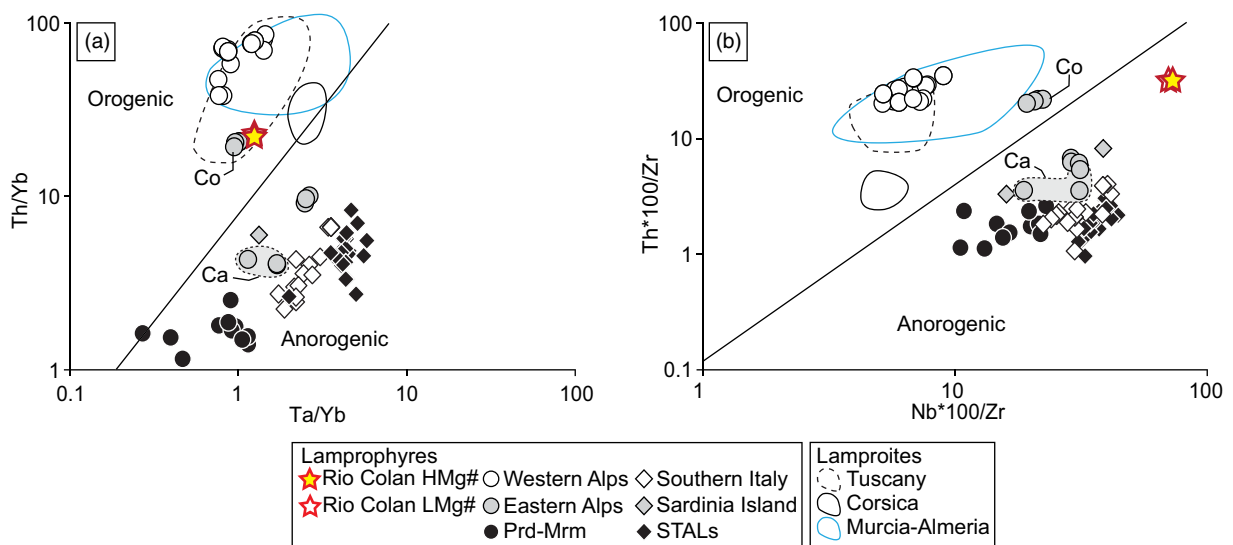 (a)
100
10
1
Th/Yb
Orogenic
Co
Ca
Anorogenic
0.1
1
10
100
Ta/Yb
(b)
100
10
1
0.1
Th*100/Zr
Orogenic
Co
Ca
Anorogenic
1
10
100
Nb*100/Zr
Lamprophyres
Rio Colan HMg#
Western Alps
Southern Italy
Rio Colan LMg#
Eastern Alps
Sardinia Island
Prd-Mrm
STALs
Lamproites
Tuscany
Corsica
Murcia-Almeria